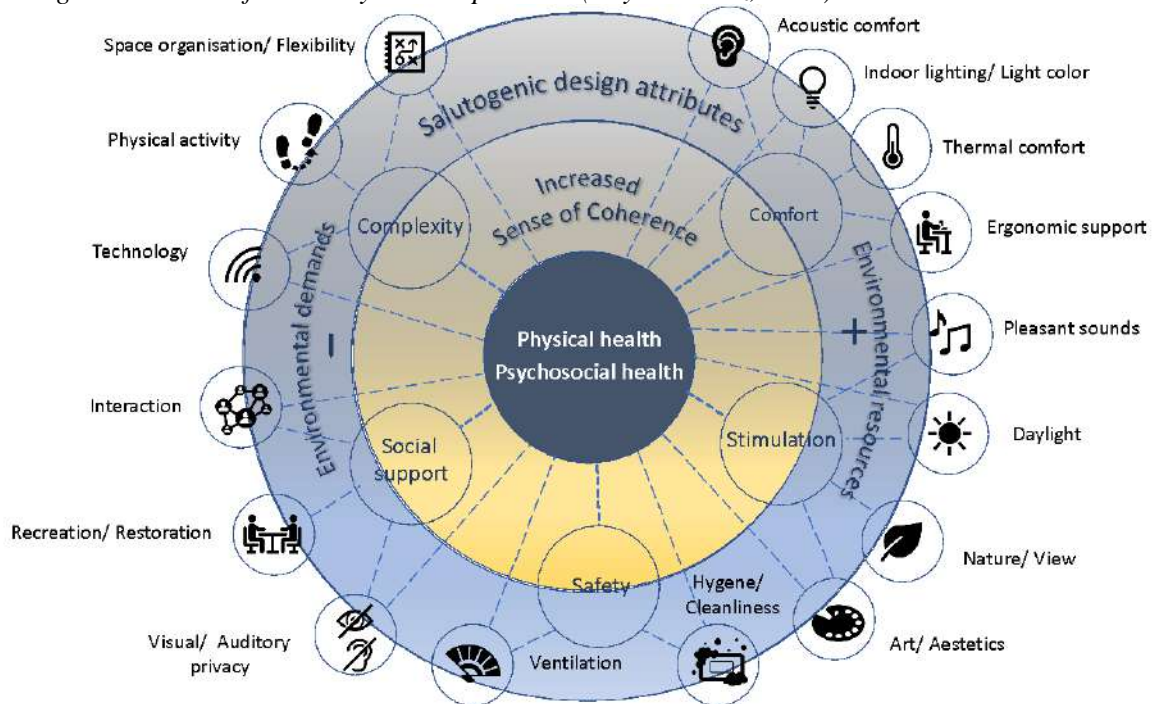 Space organisation/ Flexibility
Acoustic comfort
Indoor lighting/ Light color
Physical activity
Thermal comfort
Technology
Ergonomic support
Pleasant sounds
Interaction
Daylight
Recreation/ Restoration
Nature/ View
Visual/ Auditory
privacy
Ventilation
Hygene/
Cleanliness
Art/ Aestetics
Salutogenic design attributes
Increased
Sense of Coherence
Complexity
Comfort
Environmental demands
–
+
Environmental resources
Physical health
Psychosocial health
Social
support
Stimulation
Safety